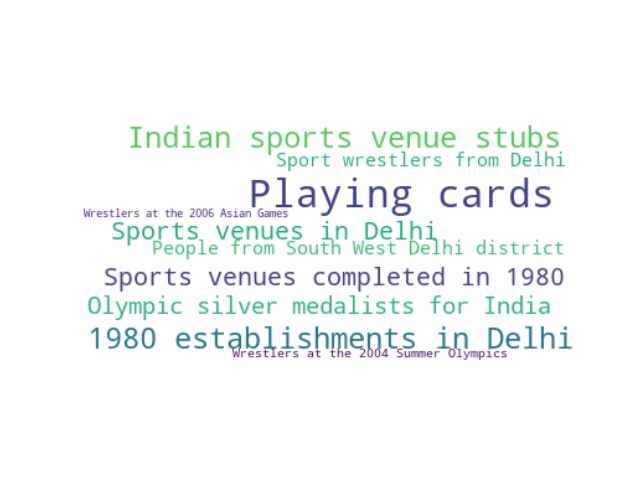 Indian sports venue stubs
Sport wrestlers from Delhi
Playing cards
Wrestlers at the 2006 Asian Games
Sports venues in Delhi
People from South West Delhi district
Sports venues completed in 1980
Olympic silver medalists for India
1980 establishments in Delhi
Wrestlers at the 2004 Summer Olympics